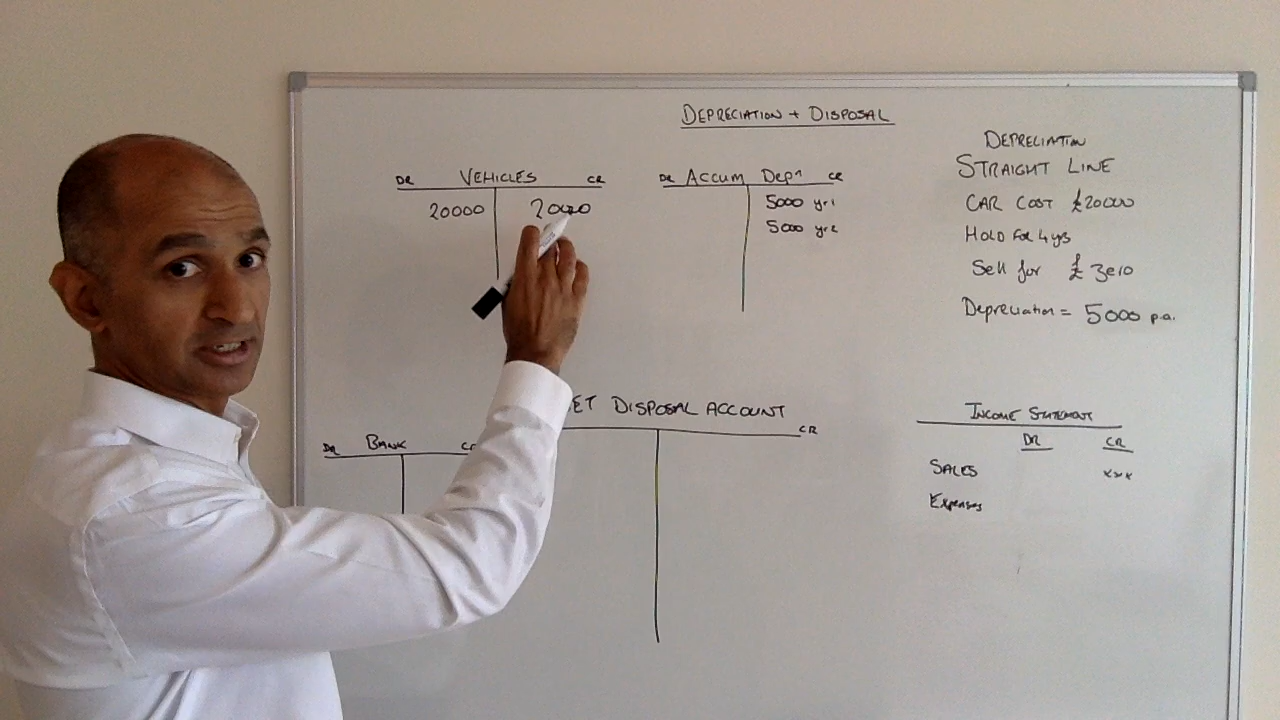 DEPRECIATION + DISPOSAL
DR VEHICLES CR
20000 20000
DR ACCUM Depn CR
5000 yr1
5000 yr2
DEPRECIATION
STRAIGHT LINE
CAR COST £20000
HOLD FOR 4 yrs
Sell for £ Zero
Depreciation = 5000 p.a.
DR BANK CR
ET DISPOSAL ACCOUNT
CR
INCOME STATEMENT
DR CR
SALES xxx
Expenses